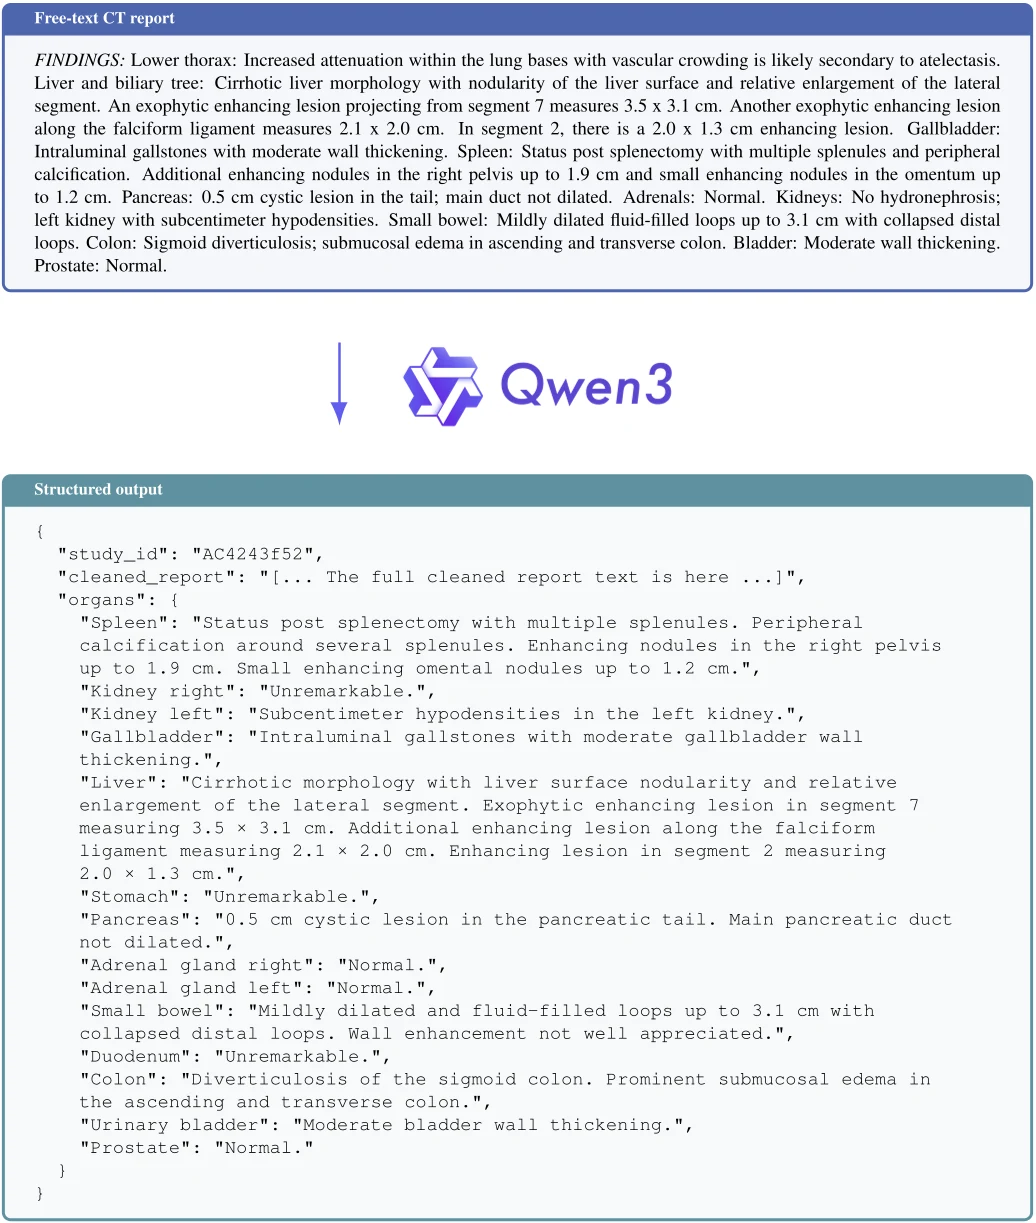 Free-text CT report
FINDINGS: Lower thorax: Increased attenuation within the lung bases with vascular crowding is likely secondary to atelectasis.
Liver and biliary tree: Cirrhotic liver morphology with nodularity of the liver surface and relative enlargement of the lateral
segment. An exophytic enhancing lesion projecting from segment 7 measures 3.5 x 3.1 cm. Another exophytic enhancing lesion
along the falciform ligament measures 2.1 x 2.0 cm. In segment 2, there is a 2.0 x 1.3 cm enhancing lesion. Gallbladder:
Intraluminal gallstones with moderate wall thickening. Spleen: Status post splenectomy with multiple splenules and peripheral
calcification. Additional enhancing nodules in the right pelvis up to 1.9 cm and small enhancing nodules in the omentum up
to 1.2 cm. Pancreas: 0.5 cm cystic lesion in the tail; main duct not dilated. Adrenals: Normal. Kidneys: No hydronephrosis;
left kidney with subcentimeter hypodensities. Small bowel: Mildly dilated fluid-filled loops up to 3.1 cm with collapsed distal
loops. Colon: Sigmoid diverticulosis; submucosal edema in ascending and transverse colon. Bladder: Moderate wall thickening.
Prostate: Normal.
Qwen3
Structured output
{
"study_id": "AC4243f52",
"cleaned_report": "[... The full cleaned report text is here ...]",
"organs": {
"Spleen": "Status post splenectomy with multiple splenules. Peripheral
calcification around several splenules. Enhancing nodules in the right pelvis
up to 1.9 cm. Small enhancing omental nodules up to 1.2 cm.",
"Kidney right": "Unremarkable.",
"Kidney left": "Subcentimeter hypodensities in the left kidney.",
"Gallbladder": "Intraluminal gallstones with moderate gallbladder wall
thickening.",
"Liver": "Cirrhotic morphology with liver surface nodularity and relative
enlargement of the lateral segment. Exophytic enhancing lesion in segment 7
measuring 3.5 × 3.1 cm. Additional enhancing lesion along the falciform
ligament measuring 2.1 × 2.0 cm. Enhancing lesion in segment 2 measuring
2.0 × 1.3 cm.",
"Stomach": "Unremarkable.",
"Pancreas": "0.5 cm cystic lesion in the pancreatic tail. Main pancreatic duct
not dilated.",
"Adrenal gland right": "Normal.",
"Adrenal gland left": "Normal.",
"Small bowel": "Mildly dilated and fluid-filled loops up to 3.1 cm with
collapsed distal loops. Wall enhancement not well appreciated.",
"Duodenum": "Unremarkable.",
"Colon": "Diverticulosis of the sigmoid colon. Prominent submucosal edema in
the ascending and transverse colon.",
"Urinary bladder": "Moderate bladder wall thickening.",
"Prostate": "Normal."
}
}